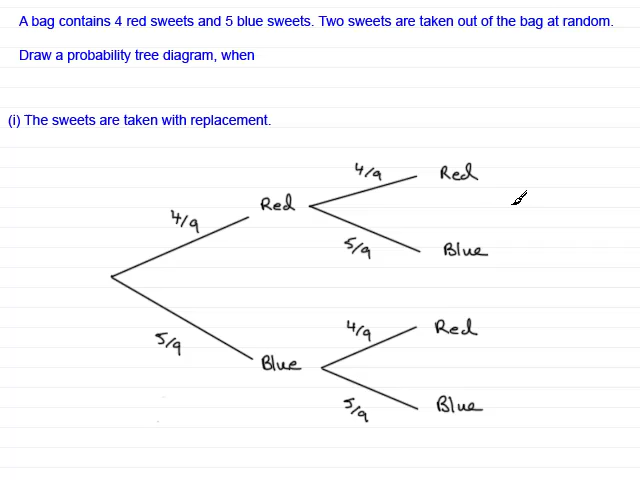 A bag contains 4 red sweets and 5 blue sweets. Two sweets are taken out of the bag at random.
Draw a probability tree diagram, when
(i) The sweets are taken with replacement.
4/9 Red
4/9 Red
5/9 Blue
5/9 Blue
4/9 Red
5/9 Blue